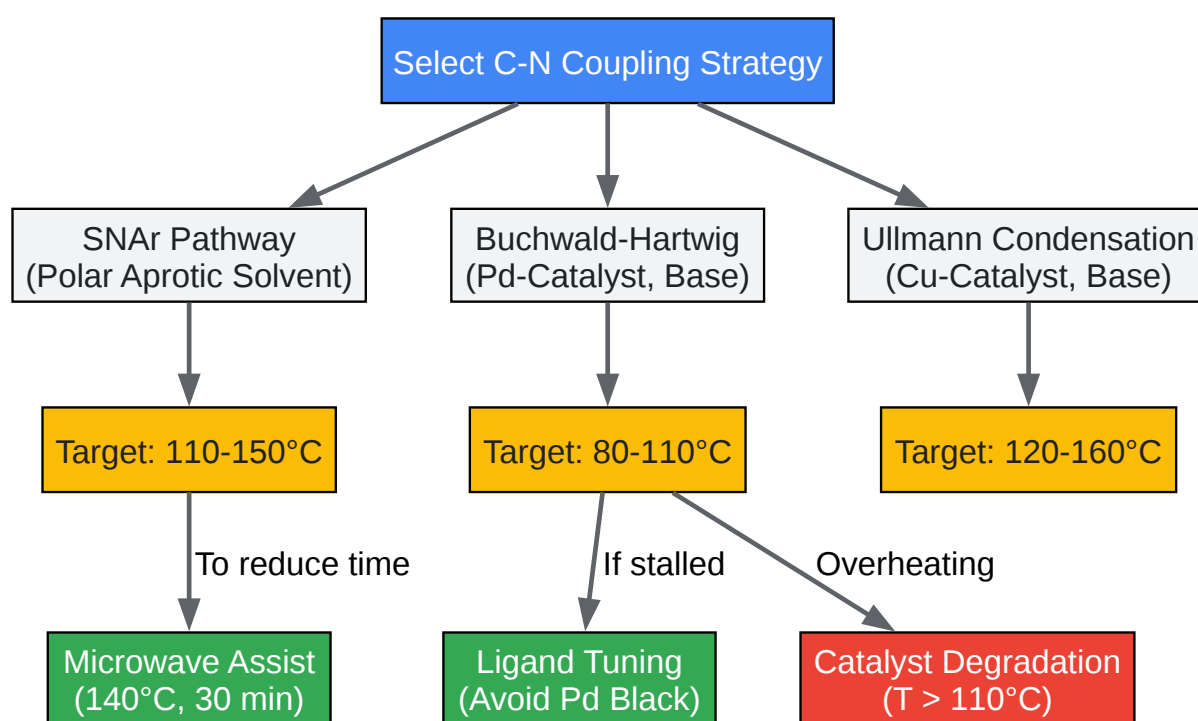 Select C-N Coupling Strategy
SNAr Pathway
(Polar Aprotic Solvent)
Buchwald-Hartwig
(Pd-Catalyst, Base)
Ullmann Condensation
(Cu-Catalyst, Base)
Target: 110-150°C
Target: 80-110°C
Target: 120-160°C
To reduce time
If stalled
Overheating
Microwave Assist
(140°C, 30 min)
Ligand Tuning
(Avoid Pd Black)
Catalyst Degradation
(T > 110°C)